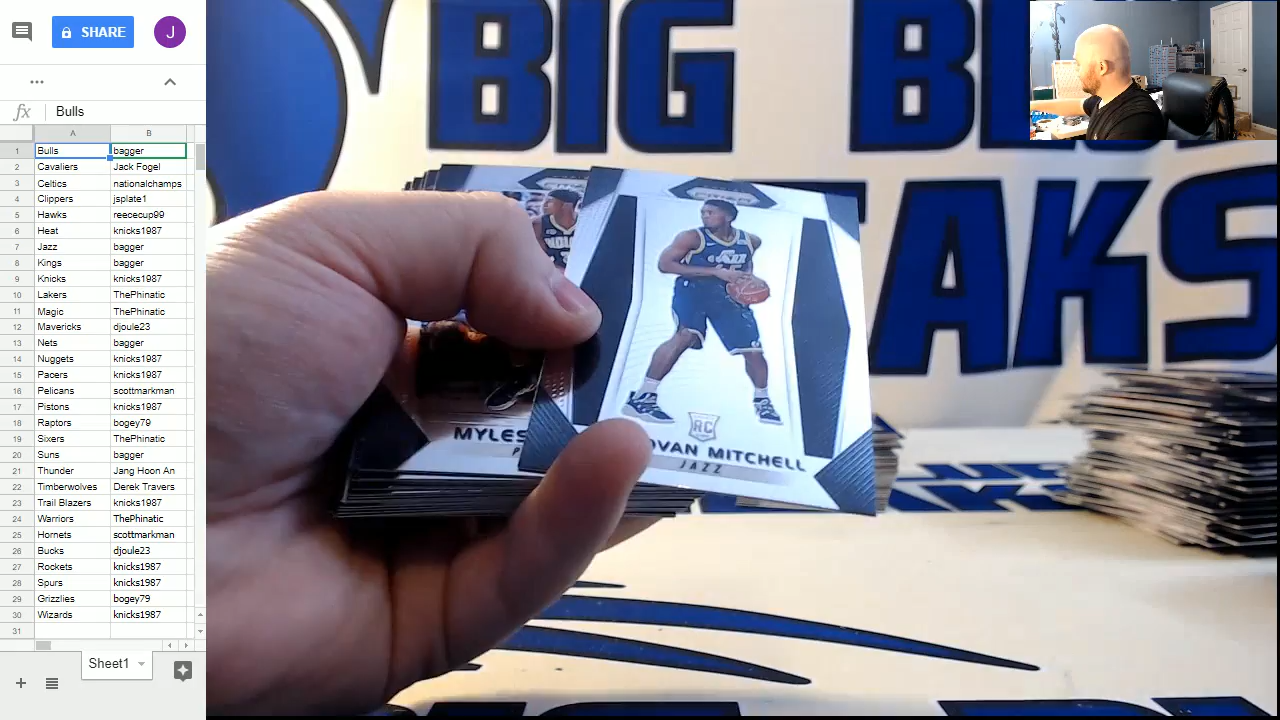 SHARE
J
fx Bulls
A B
1 Bulls bagger
2 Cavaliers Jack Fogel
3 Celtics nationalchamps
4 Clippers jsplate1
5 Hawks reececup99
6 Heat knicks1987
7 Jazz bagger
8 Kings bagger
9 Knicks knicks1987
10 Lakers ThePhinatic
11 Magic ThePhinatic
12 Mavericks djoule23
13 Nets bagger
14 Nuggets knicks1987
15 Pacers knicks1987
16 Pelicans scottmarkman
17 Pistons knicks1987
18 Raptors bogey79
19 Sixers ThePhinatic
20 Suns bagger
21 Thunder Jang Hoon An
22 Timberwolves Derek Travers
23 Trail Blazers knicks1987
24 Warriors ThePhinatic
25 Hornets scottmarkman
26 Bucks djoule23
27 Rockets knicks1987
28 Spurs knicks1987
29 Grizzlies bogey79
30 Wizards knicks1987
31
Sheet1
BIG BL
EAKS
PRIZM
INDI
MYLES
P
JAZZ
45
RC
OVAN MITCHELL
JAZZ